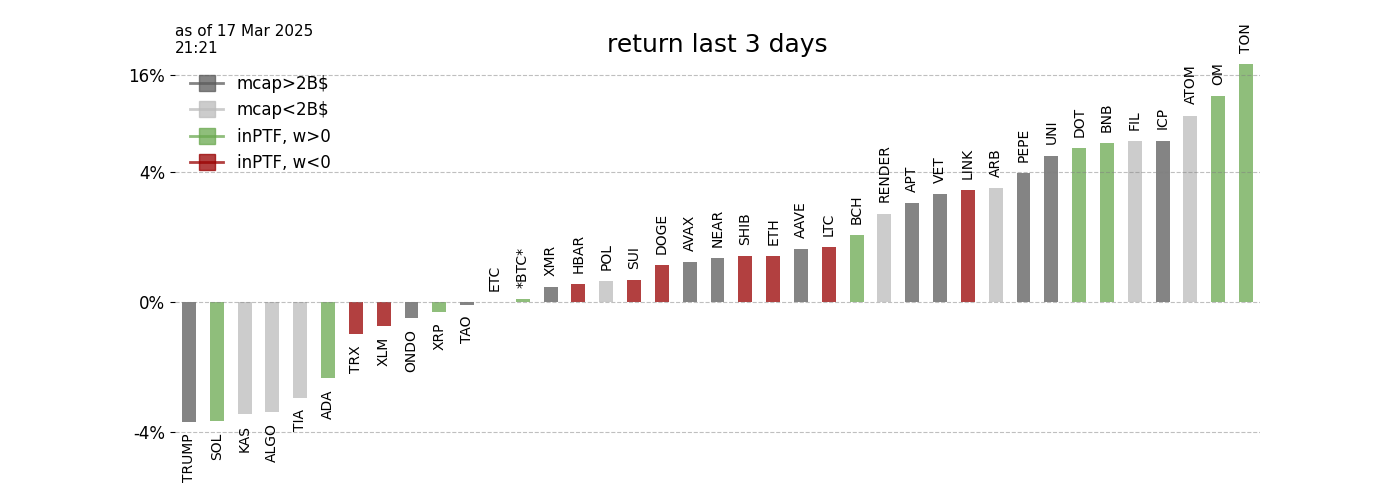 as of 17 Mar 2025
21:21
return last 3 days
16%
4%
0%
-4%
mcap>2B$
mcap<2B$
inPTF, w>0
inPTF, w<0
TRUMP
SOL
KAS
ALGO
TIA
ADA
TRX
XLM
ONDO
XRP
TAO
ETC
*BTC*
XMR
HBAR
POL
SUI
DOGE
AVAX
NEAR
SHIB
ETH
AAVE
LTC
BCH
RENDER
APT
VET
LINK
ARB
PEPE
UNI
DOT
BNB
FIL
ICP
ATOM
OM
TON